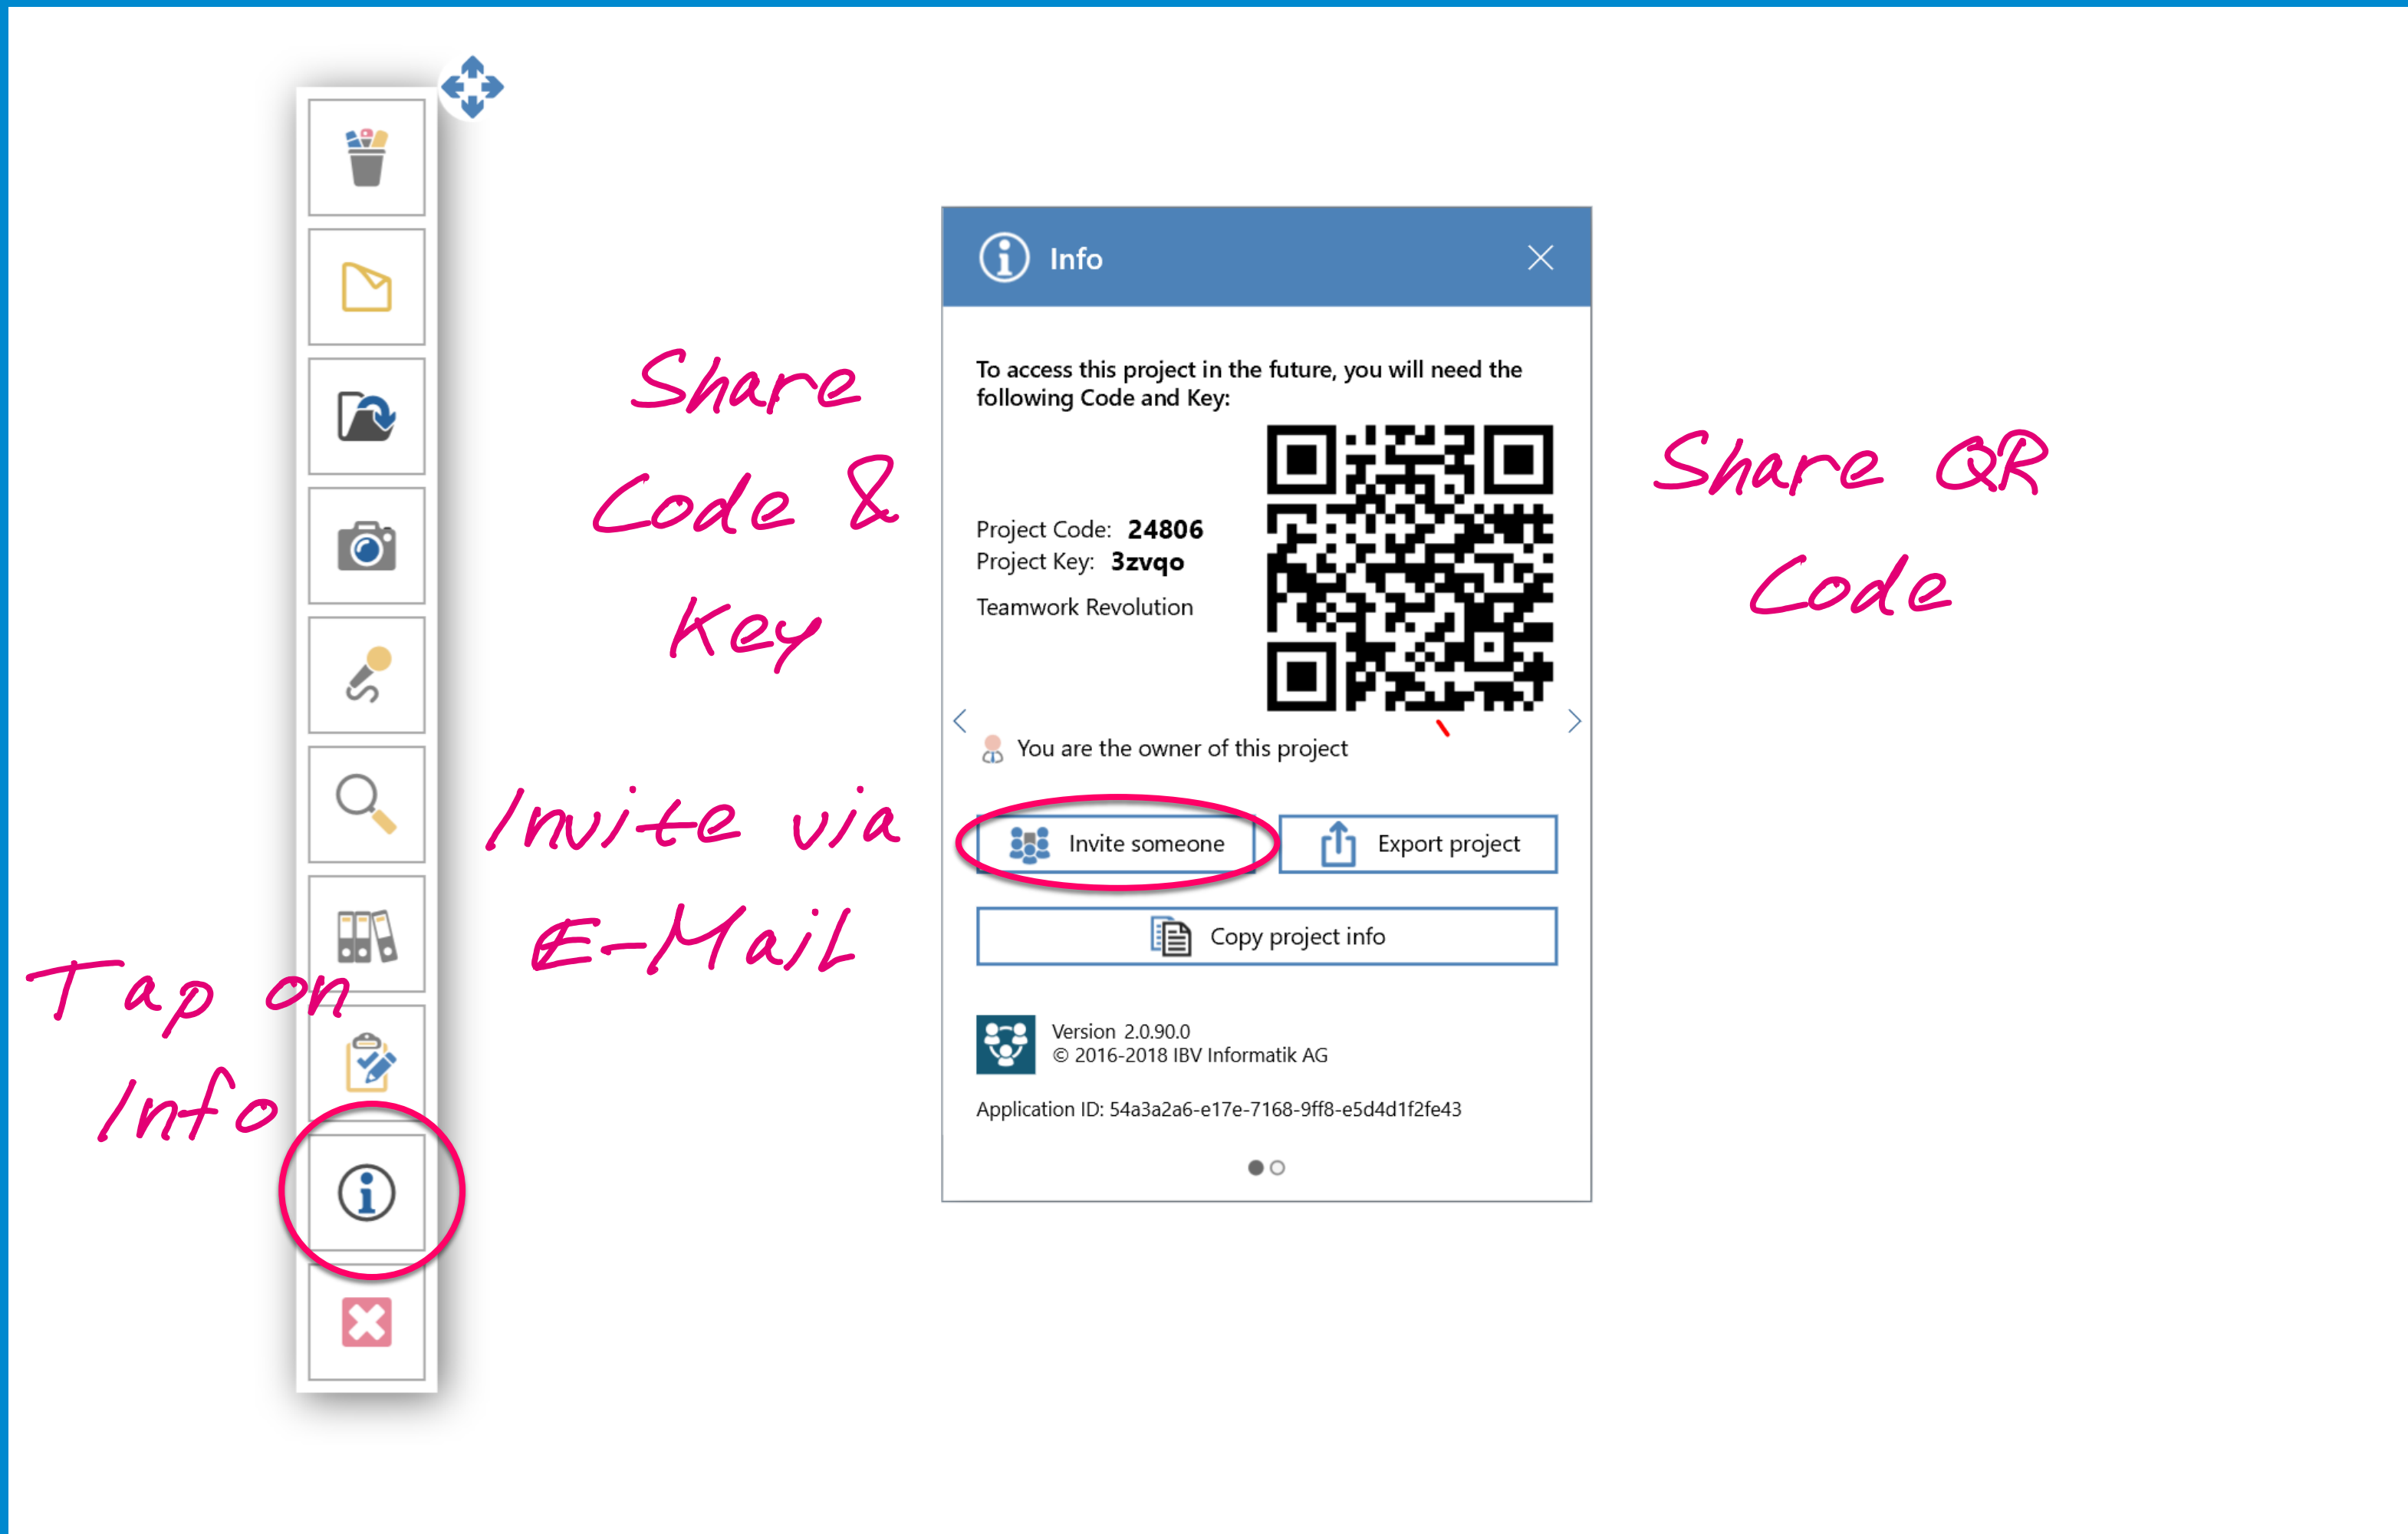 Info
To access this project in the future, you will need the
following Code and Key:
Share
Code &
Key
Project Code: 24806
Project Key: 3zvqo
Teamwork Revolution
Share QR
Code
You are the owner of this project
Invite via
E-Mail
Invite someone
Export project
Copy project info
Tap on
Info
Version 2.0.90.0
© 2016-2018 IBV Informatik AG
Application ID: 54a3a2a6-e17e-7168-9ff8-e5d4d1f2fe43